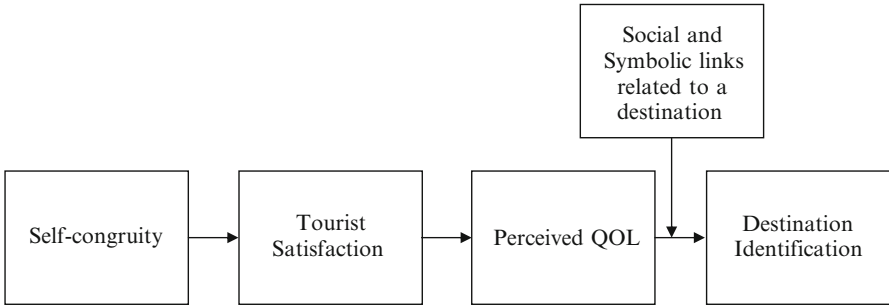 Social and
Symbolic links
related to a
destination
Self-congruity
Tourist
Satisfaction
Perceived QOL
Destination
Identification